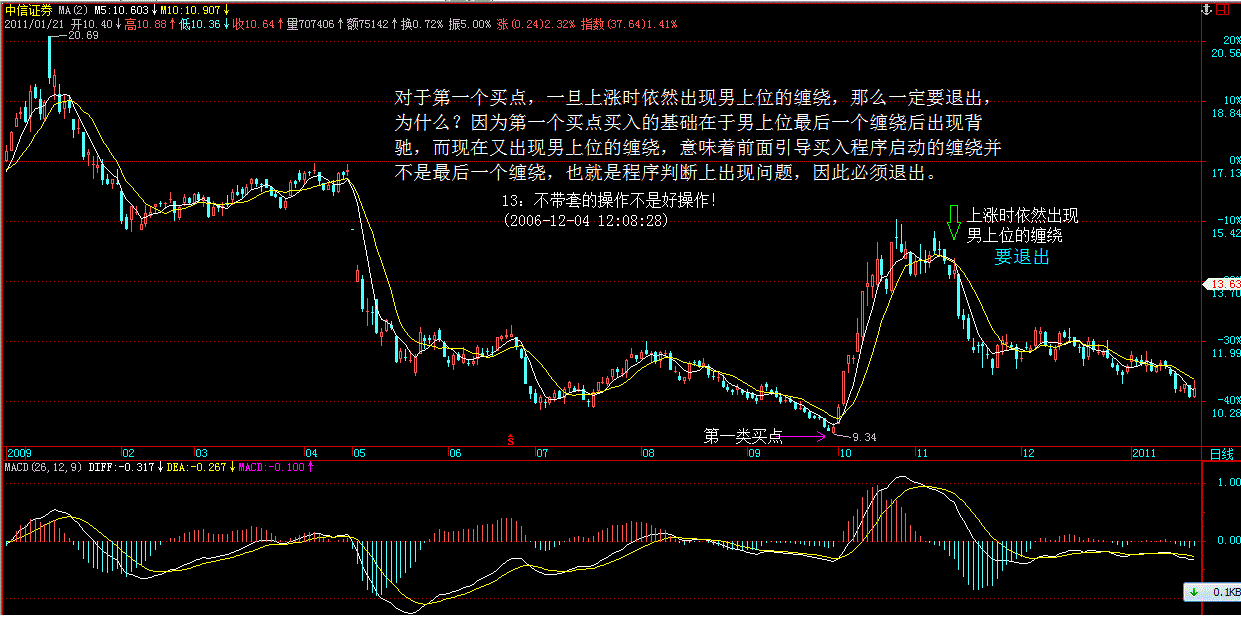 中信证券 MA(2) M5:10.603↓M10:10.907↓
2011/01/21 开10.40↓高10.88↑低10.36↓收10.64↑量707406↑额75142↑换0.72% 振5.00% 涨(0.24)2.32% 指数(37.64)1.41%
20.69
20%
20.56
对于第一个买点，一旦上涨时依然出现男上位的缠绕，那么一定要退出，
10%
18.84
为什么？因为第一个买点买入的基础在于男上位最后一个缠绕后出现背
驰，而现在又出现男上位的缠绕，意味着前面引导买入程序启动的缠绕并
0%
17.13
不是最后一个缠绕，也就是程序判断上出现问题，因此必须退出。
13：不带套的操作不是好操作！
(2006-12-04 12:08:28)
上涨时依然出现
男上位的缠绕
要退出
-10%
15.42
13.63
13.70
-30%
11.99
-40%
10.28
第一类买点
9.34
2009 02 03 04 05 06 07 08 09 10 11 12 2011 日线
MACD(26,12,9) DIFF:-0.317↓DEA:-0.267↓MACD:-0.100↑
1.00
0.00
0.1KB